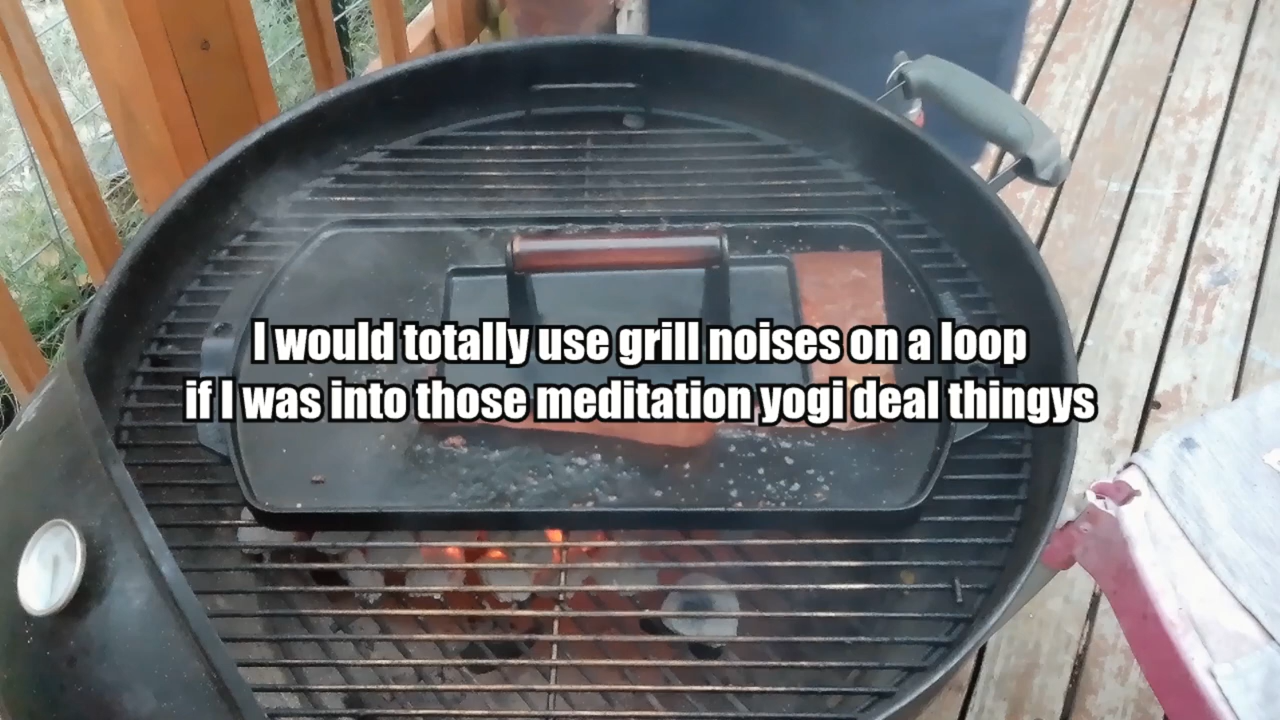 I would totally use grill noises on a loop
if I was into those meditation yogi deal thingys